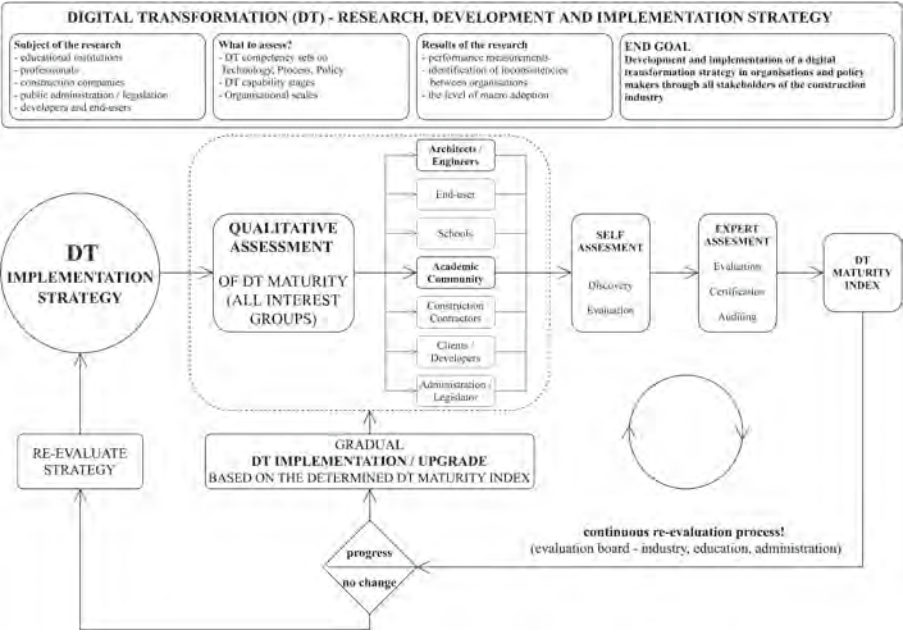 DIGITAL TRANSFORMATION (DT) - RESEARCH, DEVELOPMENT AND IMPLEMENTATION STRATEGY
Subject of the research
- educational institutions
- professionals
- construction companies
- public administration / legislation
- developers and end-users
What to assess?
- DT competency sets on
Technology, Process, Policy
- DT capability stages
- Organisational scales
Results of the research
- performance measurements
- identification of inconsistencies
between organisations
- the level of macro adoption
END GOAL
Development and implementation of a digital
transformation strategy in organisations and policy
makers through all stakeholders of the construction
industry
DT
IMPLEMENTATION
STRATEGY
QUALITATIVE
ASSESSMENT
OF DT MATURITY
(ALL INTEREST
GROUPS)
Architects /
Engineers
End-user
Schools
Academic
Community
Construction
Contractors
Clients /
Developers
Administration /
Legislator
SELF
ASSESMENT
Discovery
Evaluation
EXPERT
ASSESMENT
Evaluation
Certification
Auditing
DT
MATURITY
INDEX
RE-EVALUATE
STRATEGY
GRADUAL
DT IMPLEMENTATION / UPGRADE
BASED ON THE DETERMINED DT MATURITY INDEX
progress
no change
continuous re-evaluation process!
(evaluation board - industry, education, administration)